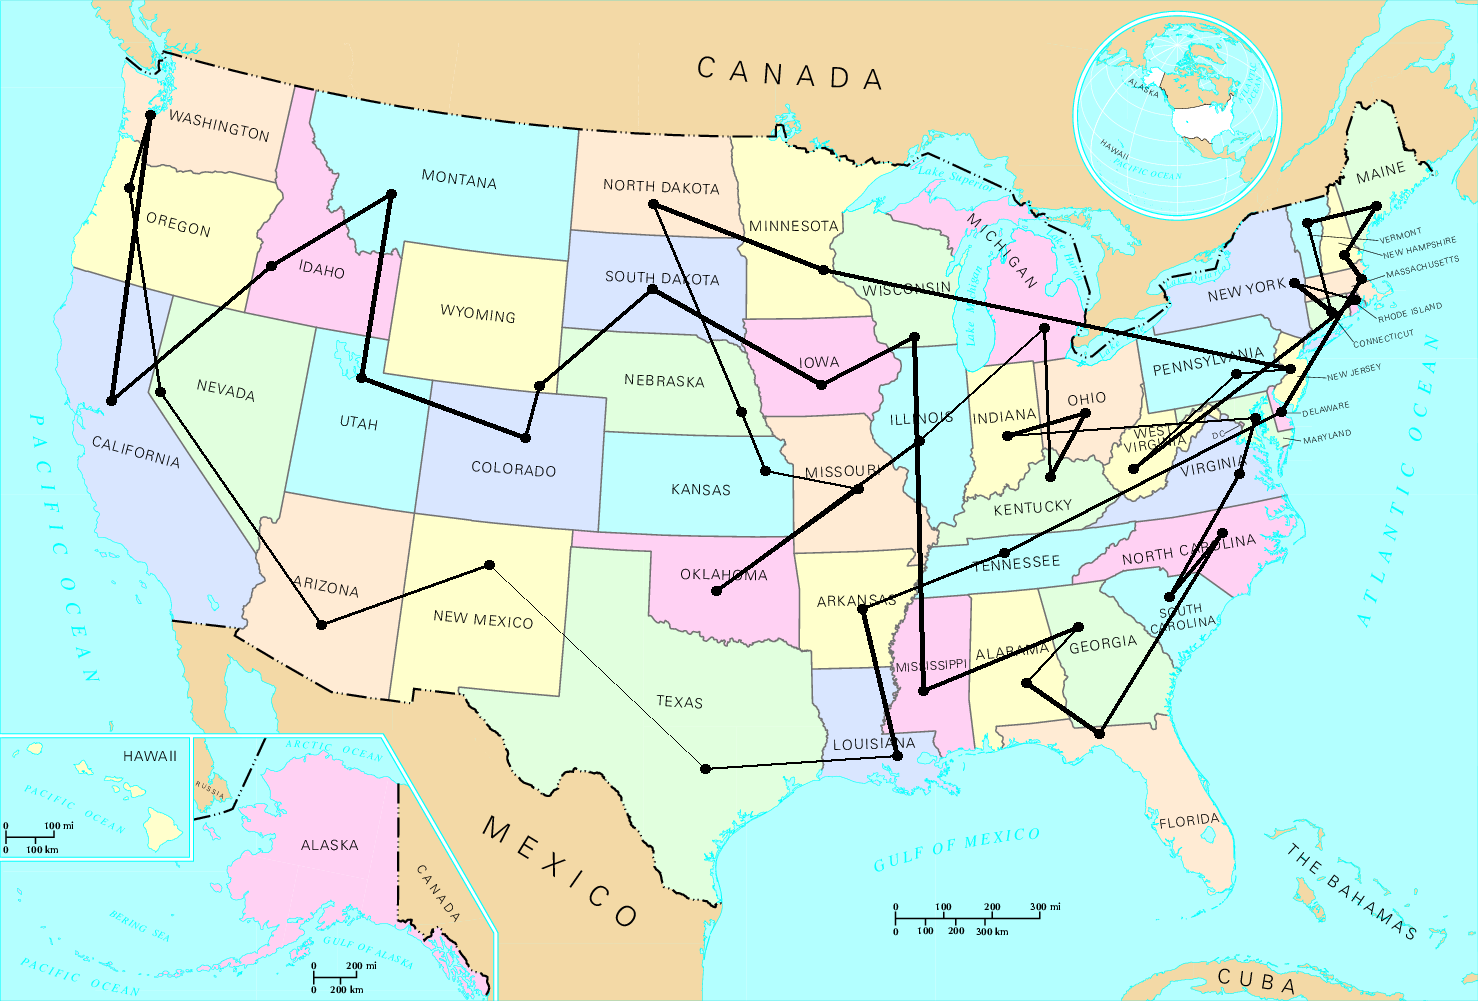 CANADA
ALASKA
ATLANTIC OCEAN
HAWAII
PACIFIC OCEAN
WASHINGTON
MONTANA
NORTH DAKOTA
MINNESOTA
Lake Superior
MICHIGAN
MAINE
OREGON
IDAHO
SOUTH DAKOTA
WISCONSIN
Lake Michigan
VERMONT
NEW HAMPSHIRE
MASSACHUSETTS
NEW YORK
RHODE ISLAND
CONNECTICUT
WYOMING
IOWA
PENNSYLVANIA
NEW JERSEY
NEVADA
NEBRASKA
ILLINOIS
INDIANA
OHIO
DELAWARE
MARYLAND
DC
UTAH
COLORADO
CALIFORNIA
KANSAS
MISSOURI
WEST
VIRGINIA
VIRGINIA
KENTUCKY
PACIFIC OCEAN
ATLANTIC OCEAN
ARIZONA
NEW MEXICO
OKLAHOMA
ARKANSAS
TENNESSEE
NORTH CAROLINA
SOUTH
CAROLINA
MISSISSIPPI
ALABAMA
GEORGIA
TEXAS
LOUISIANA
FLORIDA
HAWAII
PACIFIC OCEAN
0 100 mi
0 100 km
RUSSIA
ARCTIC OCEAN
ALASKA
CANADA
BERING SEA
GULF OF ALASKA
PACIFIC OCEAN
0 200 mi
0 200 km
MEXICO
GULF OF MEXICO
0 100 200 300 mi
0 100 200 300 km
THE BAHAMAS
CUBA